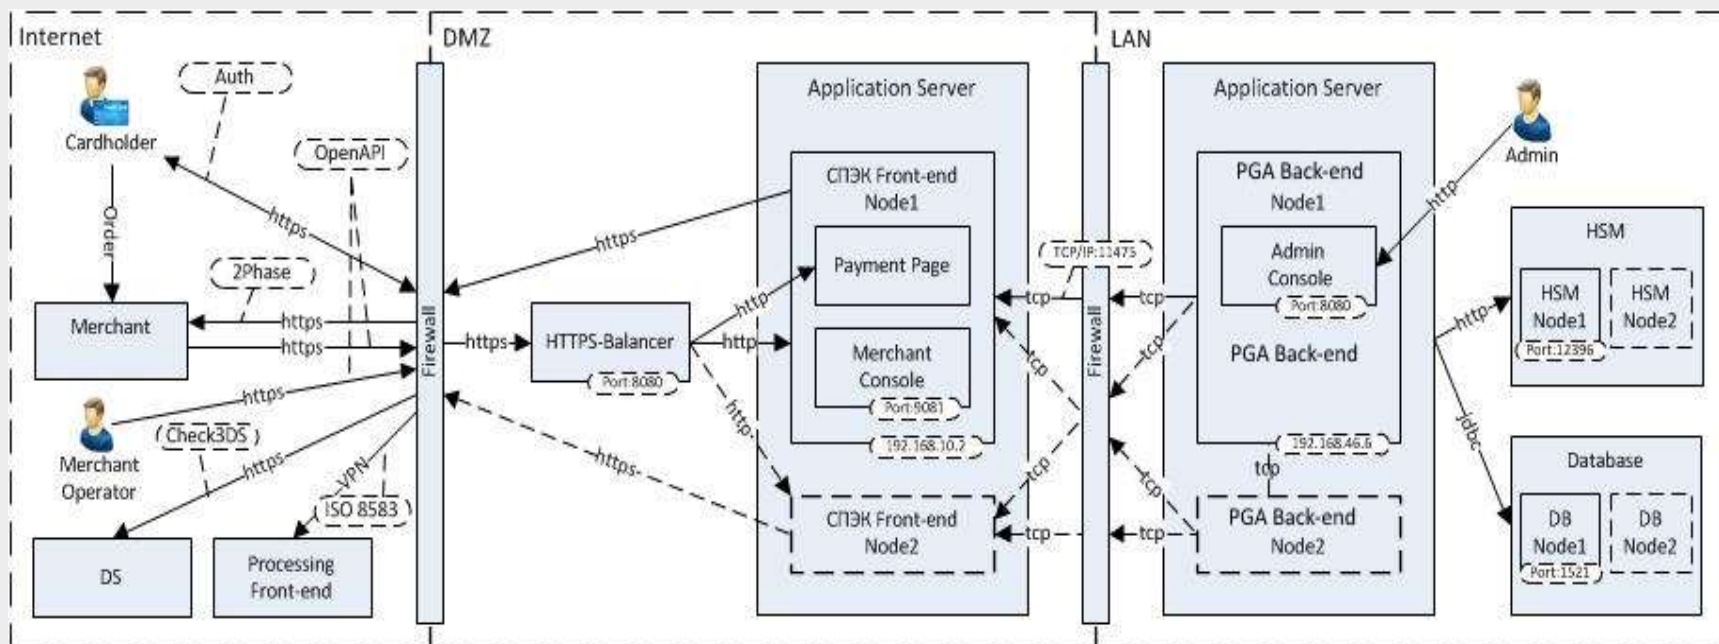 Internet
DMZ
LAN
Auth
Cardholder
OpenAPI
https
Order
2Phase
Merchant
https
https
https
Merchant
Operator
Check3DS
https
VPN
ISO 8583
DS
Processing
Front-end
Firewall
https
https
HTTPS-Balancer
Port:8080
http
http
http
https
Application Server
СПЭК Front-end
Node1
Payment Page
Merchant
Console
Port:9081
192.168.10.2
СПЭК Front-end
Node2
TCP/IP:11475
tcp
tcp
tcp
tcp
Firewall
tcp
tcp
tcp
tcp
Application Server
PGA Back-end
Node1
Admin
Console
Port:8080
PGA Back-end
192.168.46.6
tcp
PGA Back-end
Node2
Admin
http
http
jdbc
HSM
HSM
Node1
HSM
Node2
Port:12396
Database
DB
Node1
DB
Node2
Port:1521